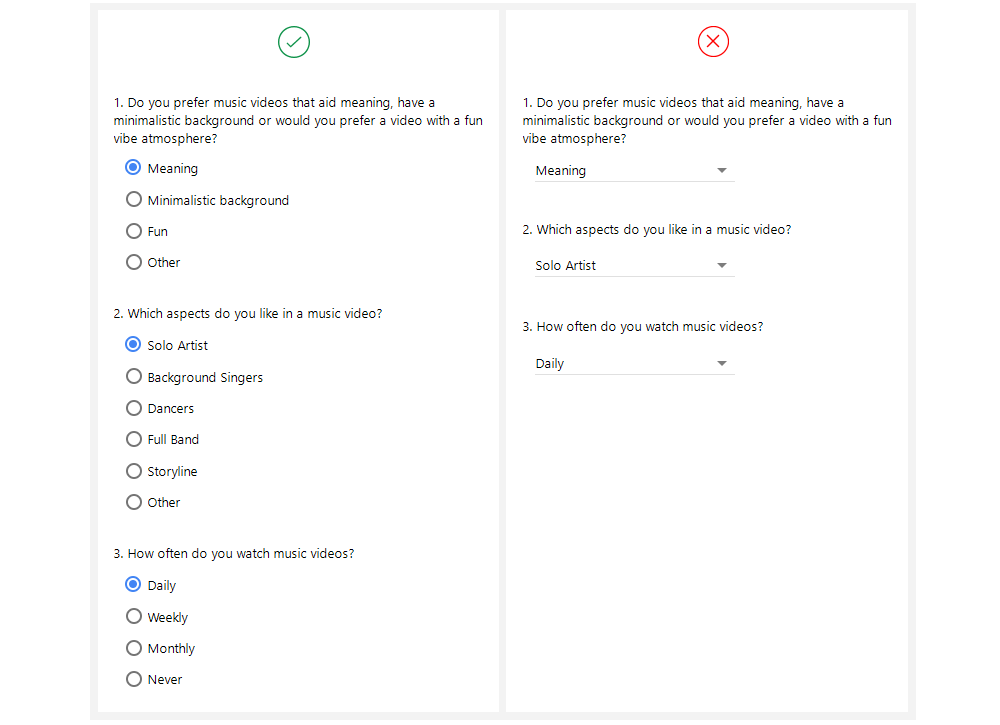 1. Do you prefer music videos that aid meaning, have a
minimalistic background or would you prefer a video with a fun
vibe atmosphere?
Meaning
Minimalistic background
Fun
Other
2. Which aspects do you like in a music video?
Solo Artist
Background Singers
Dancers
Full Band
Storyline
Other
3. How often do you watch music videos?
Daily
Weekly
Monthly
Never
1. Do you prefer music videos that aid meaning, have a
minimalistic background or would you prefer a video with a fun
vibe atmosphere?
Meaning
2. Which aspects do you like in a music video?
Solo Artist
3. How often do you watch music videos?
Daily